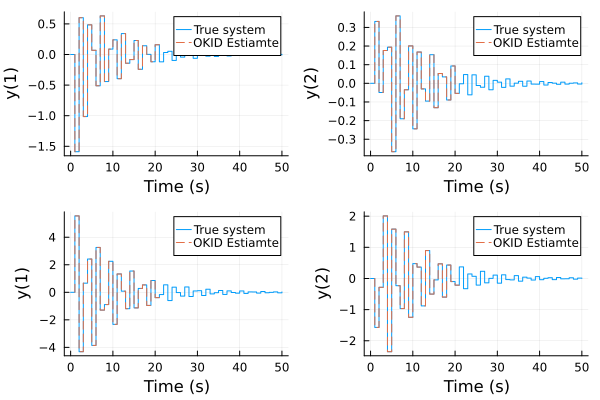 y(1)
0.5
0.0
-0.5
-1.0
-1.5
0 10 20 30 40 50
Time (s)
True system
OKID Estiamte
y(2)
0.3
0.2
0.1
0.0
-0.1
-0.2
-0.3
0 10 20 30 40 50
Time (s)
True system
OKID Estiamte
y(1)
4
2
0
-2
-4
0 10 20 30 40 50
Time (s)
True system
OKID Estiamte
y(2)
2
1
0
-1
-2
0 10 20 30 40 50
Time (s)
True system
OKID Estiamte